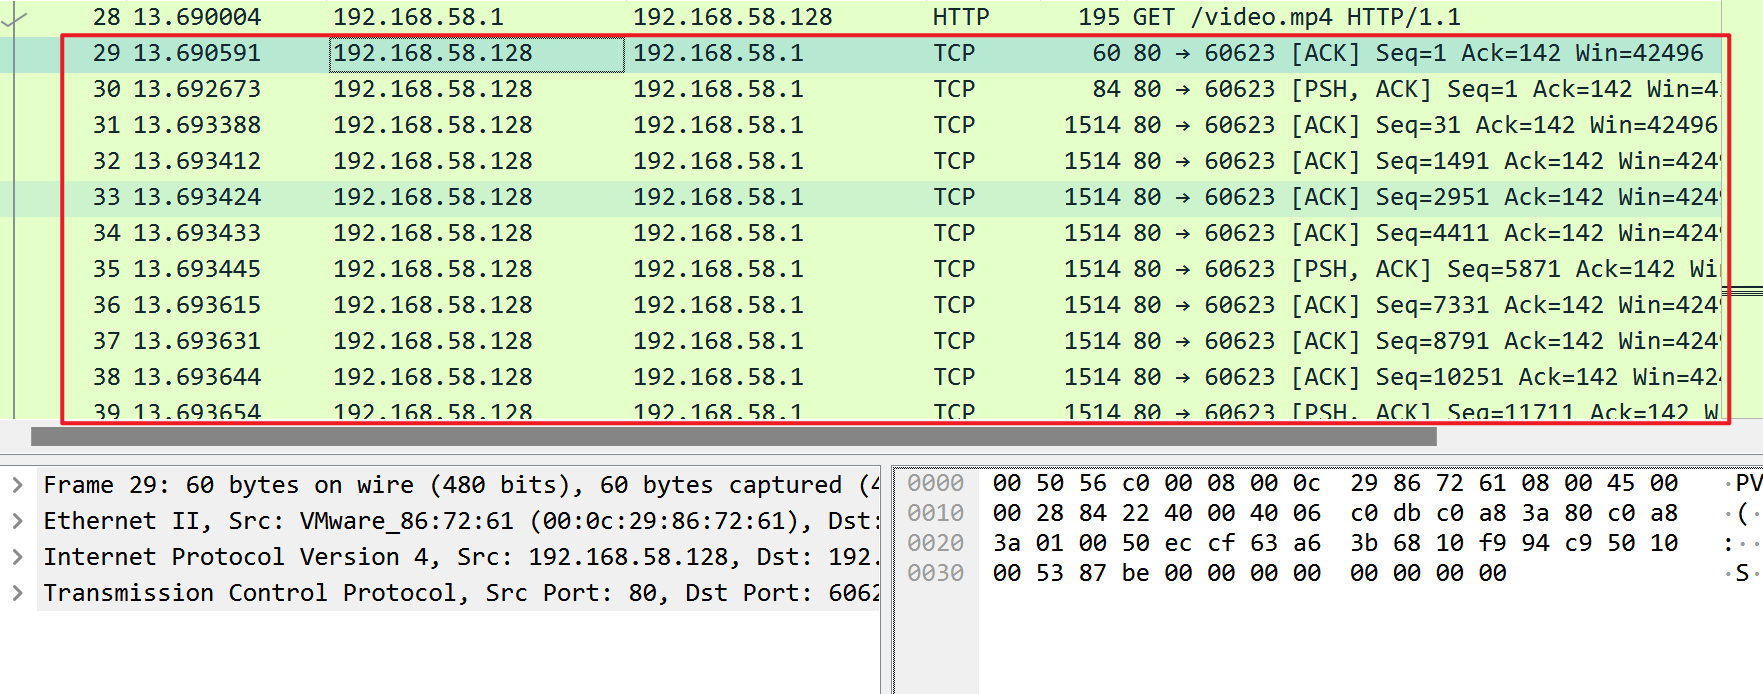 28 13.690004 192.168.58.1 192.168.58.128 HTTP 195 GET /video.mp4 HTTP/1.1
29 13.690591 192.168.58.128 192.168.58.1 TCP 60 80 → 60623 [ACK] Seq=1 Ack=142 Win=42496
30 13.692673 192.168.58.128 192.168.58.1 TCP 84 80 → 60623 [PSH, ACK] Seq=1 Ack=142 Win=4
31 13.693388 192.168.58.128 192.168.58.1 TCP 1514 80 → 60623 [ACK] Seq=31 Ack=142 Win=42496
32 13.693412 192.168.58.128 192.168.58.1 TCP 1514 80 → 60623 [ACK] Seq=1491 Ack=142 Win=424
33 13.693424 192.168.58.128 192.168.58.1 TCP 1514 80 → 60623 [ACK] Seq=2951 Ack=142 Win=424
34 13.693433 192.168.58.128 192.168.58.1 TCP 1514 80 → 60623 [ACK] Seq=4411 Ack=142 Win=424
35 13.693445 192.168.58.128 192.168.58.1 TCP 1514 80 → 60623 [PSH, ACK] Seq=5871 Ack=142 Wi
36 13.693615 192.168.58.128 192.168.58.1 TCP 1514 80 → 60623 [ACK] Seq=7331 Ack=142 Win=424
37 13.693631 192.168.58.128 192.168.58.1 TCP 1514 80 → 60623 [ACK] Seq=8791 Ack=142 Win=424
38 13.693644 192.168.58.128 192.168.58.1 TCP 1514 80 → 60623 [ACK] Seq=10251 Ack=142 Win=42
39 13.693654 192.168.58.128 192.168.58.1 TCP 1514 80 → 60623 [PSH, ACK] Seq=11711 Ack=142 W
Frame 29: 60 bytes on wire (480 bits), 60 bytes captured (4
Ethernet II, Src: VMware_86:72:61 (00:0c:29:86:72:61), Dst:
Internet Protocol Version 4, Src: 192.168.58.128, Dst: 192.
Transmission Control Protocol, Src Port: 80, Dst Port: 6062
0000 00 50 56 c0 00 08 00 0c 29 86 72 61 08 00 45 00 ·PV
0010 00 28 84 22 40 00 40 06 c0 db c0 a8 3a 80 c0 a8 ·(·
0020 3a 01 00 50 ec cf 63 a6 3b 68 10 f9 94 c9 50 10 :··
0030 00 53 87 be 00 00 00 00 00 00 00 00 ·S·